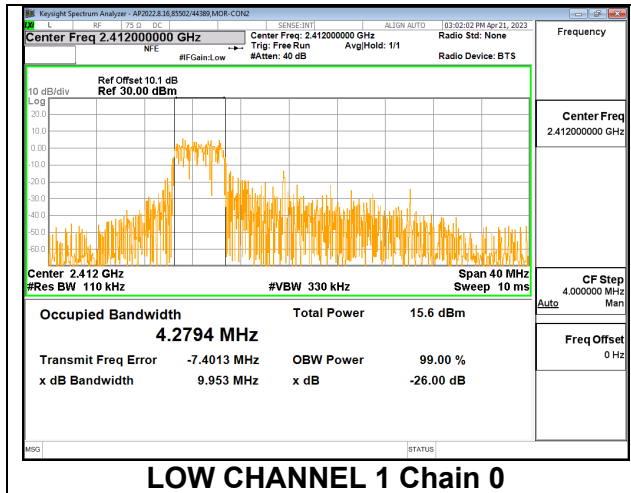 Keysight Spectrum Analyzer - AP2022.8.16,85502/44389,MOR-CON2
L RF 75 Ω DC SENSE:INT ALIGN AUTO 03:02:02 PM Apr 21, 2023
Center Freq 2.412000000 GHz Center Freq: 2.412000000 GHz Radio Std: None Frequency
NFE Trig: Free Run Avg|Hold: 1/1
#IFGain:Low #Atten: 40 dB Radio Device: BTS
Ref Offset 10.1 dB
10 dB/div Ref 30.00 dBm
Log
20.0
10.0
0.00
-10.0
-20.0
-30.0
-40.0
-50.0
-60.0
Center Freq
2.412000000 GHz
Center 2.412 GHz Span 40 MHz
#Res BW 110 kHz #VBW 330 kHz Sweep 10 ms
CF Step
4.000000 MHz
Auto Man
Occupied Bandwidth Total Power 15.6 dBm
4.2794 MHz
Freq Offset
0 Hz
Transmit Freq Error -7.4013 MHz OBW Power 99.00 %
x dB Bandwidth 9.953 MHz x dB -26.00 dB
MSG STATUS
LOW CHANNEL 1 Chain 0